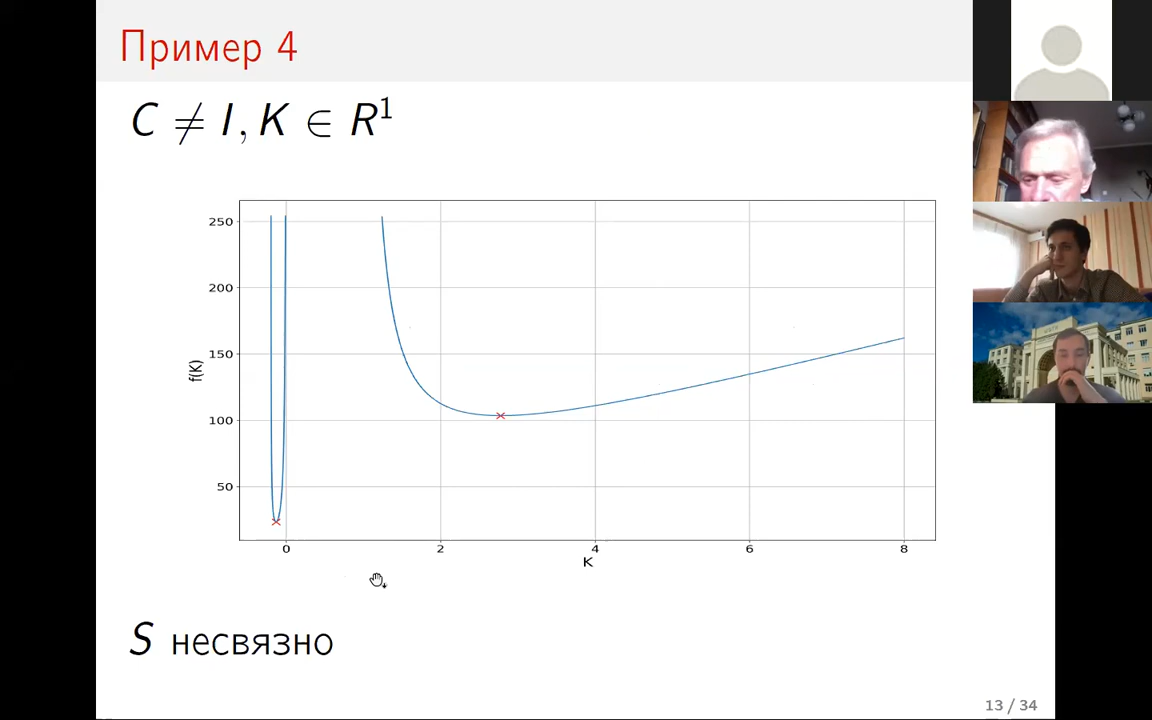 Пример 4
C ≠ I, K ∈ R¹
250
200
150
100
50
f(K)
0 2 4 6 8
K
S несвязно
13 / 34